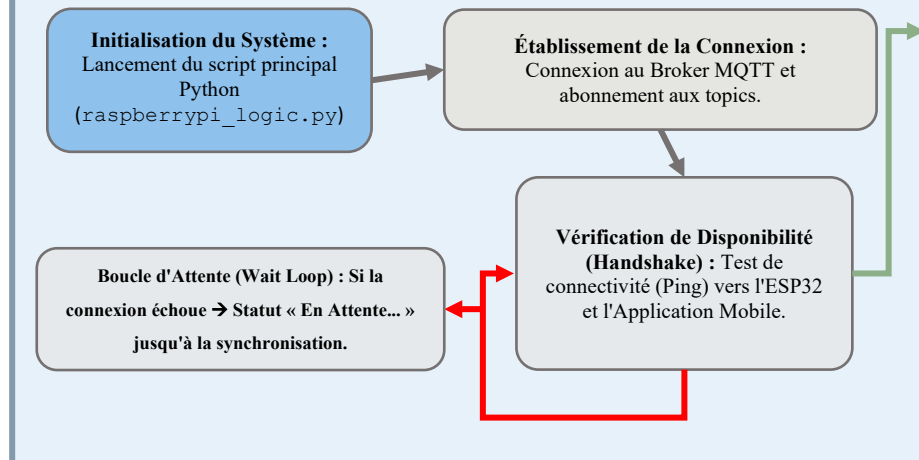 Initialisation du Système :
Lancement du script principal
Python
(raspberrypi_logic.py)
Établissement de la Connexion :
Connexion au Broker MQTT et
abonnement aux topics.
Vérification de Disponibilité
(Handshake) : Test de
connectivité (Ping) vers l'ESP32
et l'Application Mobile.
Boucle d'Attente (Wait Loop) : Si la
connexion échoue → Statut « En Attente... »
jusqu'à la synchronisation.